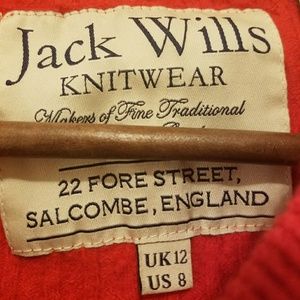 Jack Wills
KNITWEAR
Makers of Fine Traditional
22 FORE STREET,
SALCOMBE, ENGLAND
UK 12
US 8